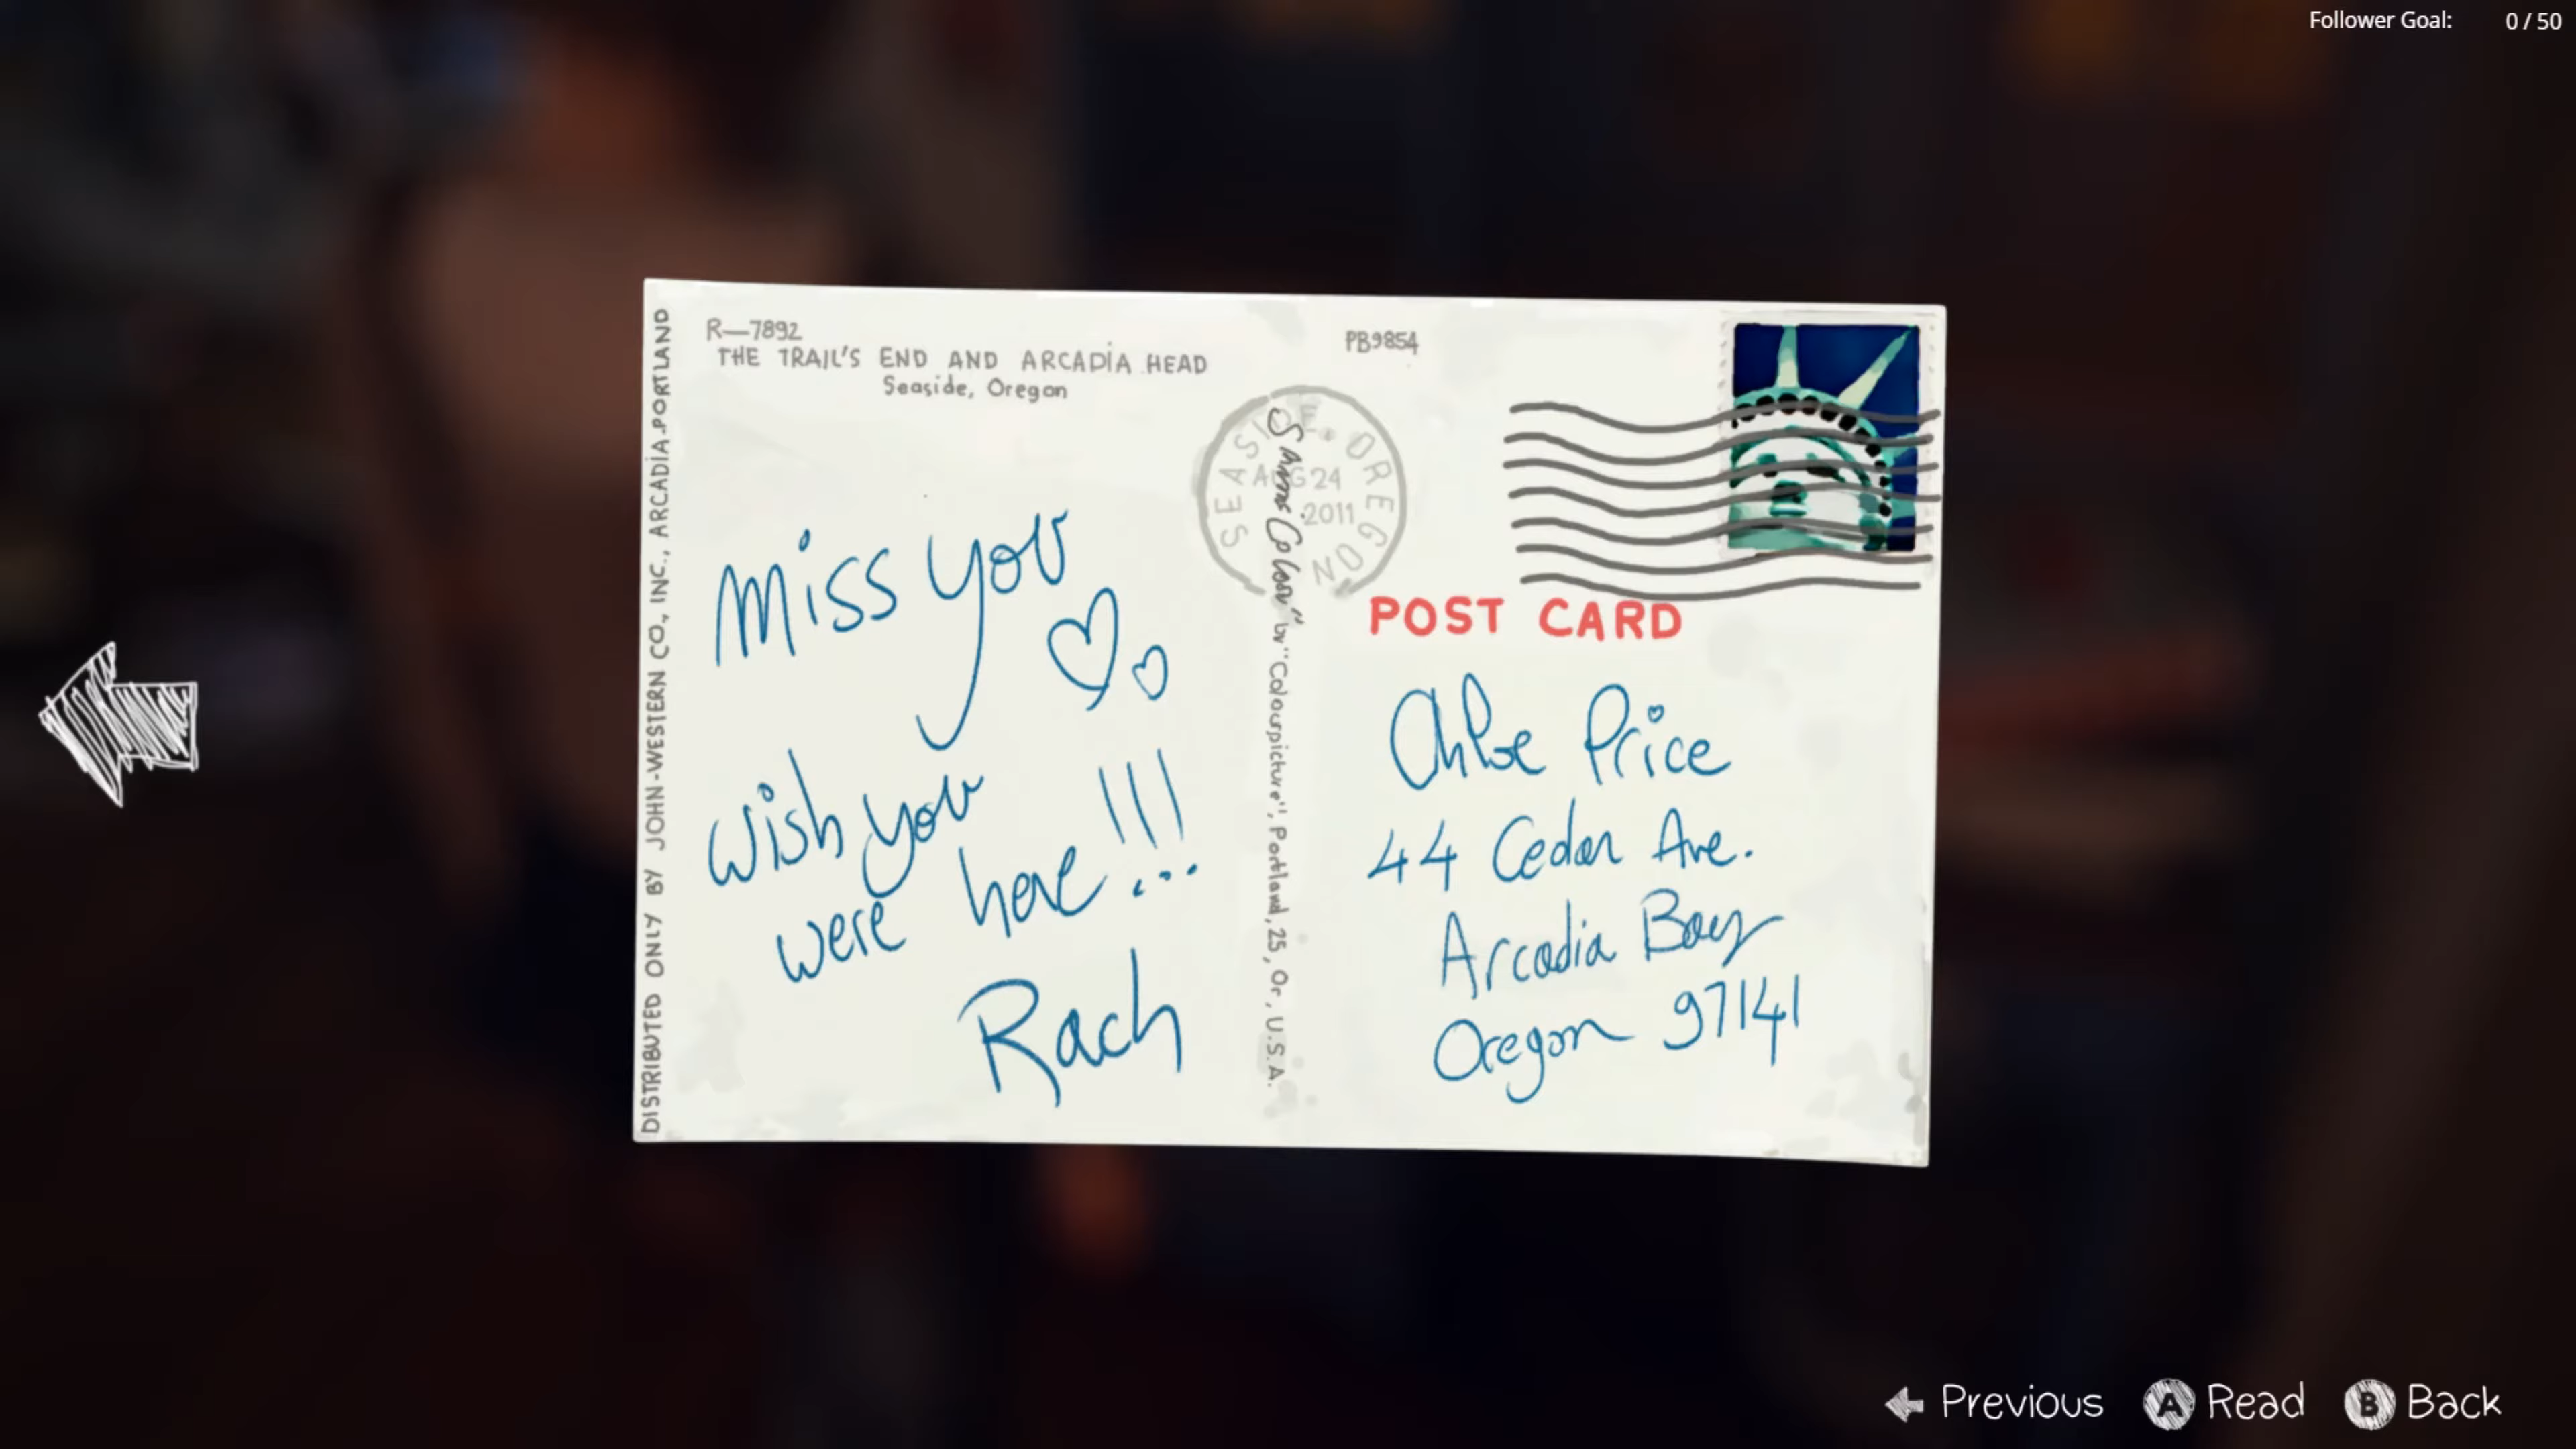 Follower Goal: 0 / 50
R—7892
THE TRAIL'S END AND ARCADIA HEAD
Seaside, Oregon
PB9854
DISTRIBUTED ONLY BY JOHN-WESTERN CO., INC., ARCADIA-PORTLAND
SEASIDE, OREGON
AUG 24
2011
by "Colourpicture", Portland, 25, Or, U.S.A.
POST CARD
Miss you
wish you
were here!!!...
Rach
Chloe Price
44 Cedar Ave.
Arcadia Bay
Oregon 97141
Previous
A Read
B Back